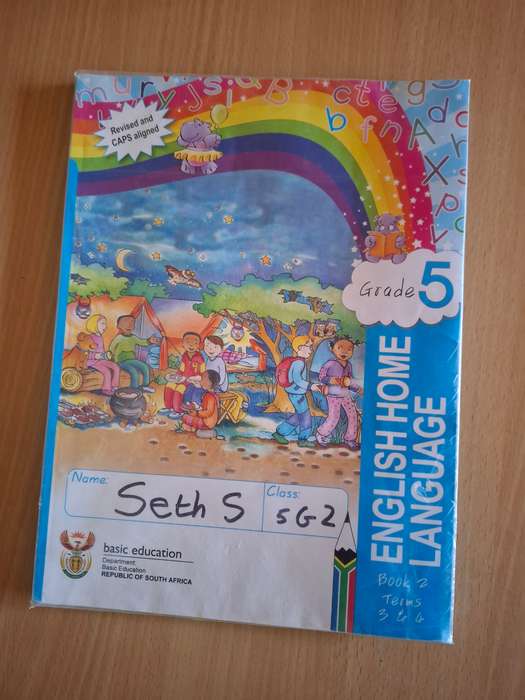 Revised and
CAPS aligned
Grade 5
ENGLISH HOME
LANGUAGE
Book 2
Terms
3 & 4
Name:
Seth S
Class:
5G2
basic education
Department:
Basic Education
REPUBLIC OF SOUTH AFRICA